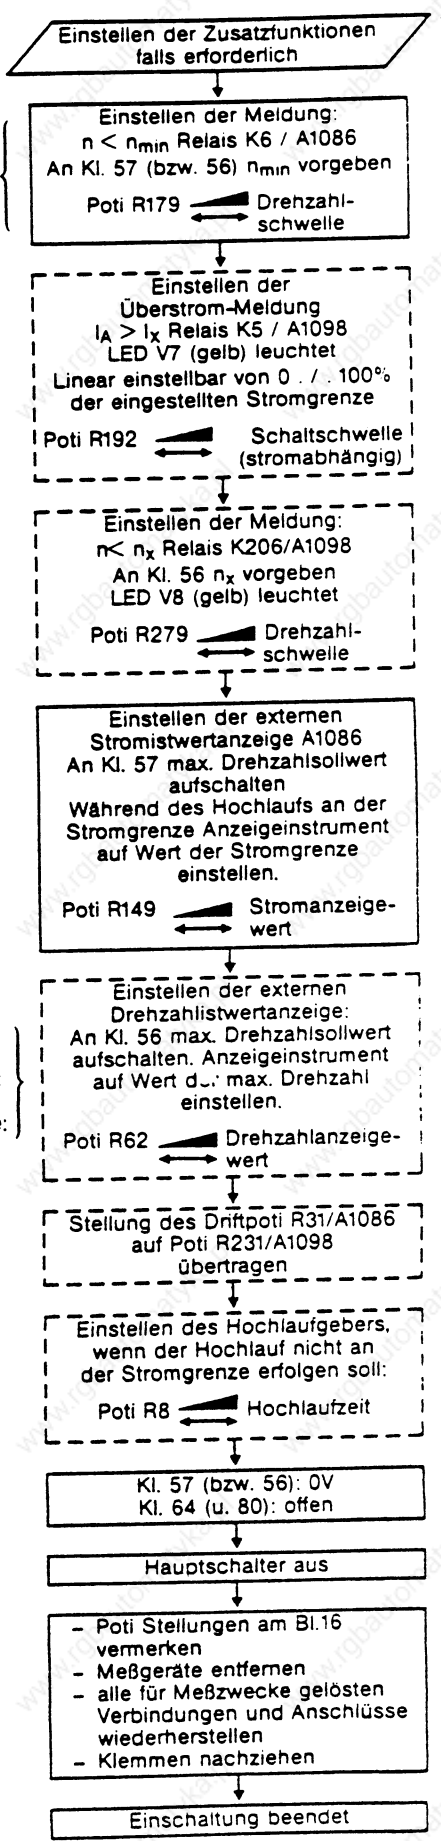 Einstellen der Zusatzfunktionen
falls erforderlich
Einstellen der Meldung:
n < nmin Relais K6 / A1086
An Kl. 57 (bzw. 56) nmin vorgeben
Poti R179 Drehzahl-
schwelle
Einstellen der
Überstrom-Meldung
IA > IX Relais K5 / A1098
LED V7 (gelb) leuchtet
Linear einstellbar von 0 . / . 100%
der eingestellten Stromgrenze
Poti R192 Schaltschwelle
(stromabhängig)
Einstellen der Meldung:
n< nx Relais K206/A1098
An Kl. 56 nx vorgeben
LED V8 (gelb) leuchtet
Poti R279 Drehzahl-
schwelle
Einstellen der externen
Stromistwertanzeige A1086
An Kl. 57 max. Drehzahlsollwert
aufschalten
Während des Hochlaufs an der
Stromgrenze Anzeigeinstrument
auf Wert der Stromgrenze
einstellen.
Poti R149 Stromanzeige-
wert
Einstellen der externen
Drehzahlistwertanzeige:
An Kl. 56 max. Drehzahlsollwert
aufschalten. Anzeigeinstrument
auf Wert max. Drehzahl
einstellen.
Poti R62 Drehzahlanzeige-
wert
Stellung des Driftpoti R31/A1086
auf Poti R231/A1098
übertragen
Einstellen des Hochlaufgebers,
wenn der Hochlauf nicht an
der Stromgrenze erfolgen soll:
Poti R8 Hochlaufzeit
Kl. 57 (bzw. 56): 0V
Kl. 64 (u. 80): offen
Hauptschalter aus
– Poti Stellungen am Bl.16
vermerken
– Meßgeräte entfernen
– alle für Meßzwecke gelösten
Verbindungen und Anschlüsse
wiederherstellen
– Klemmen nachziehen
Einschaltung beendet